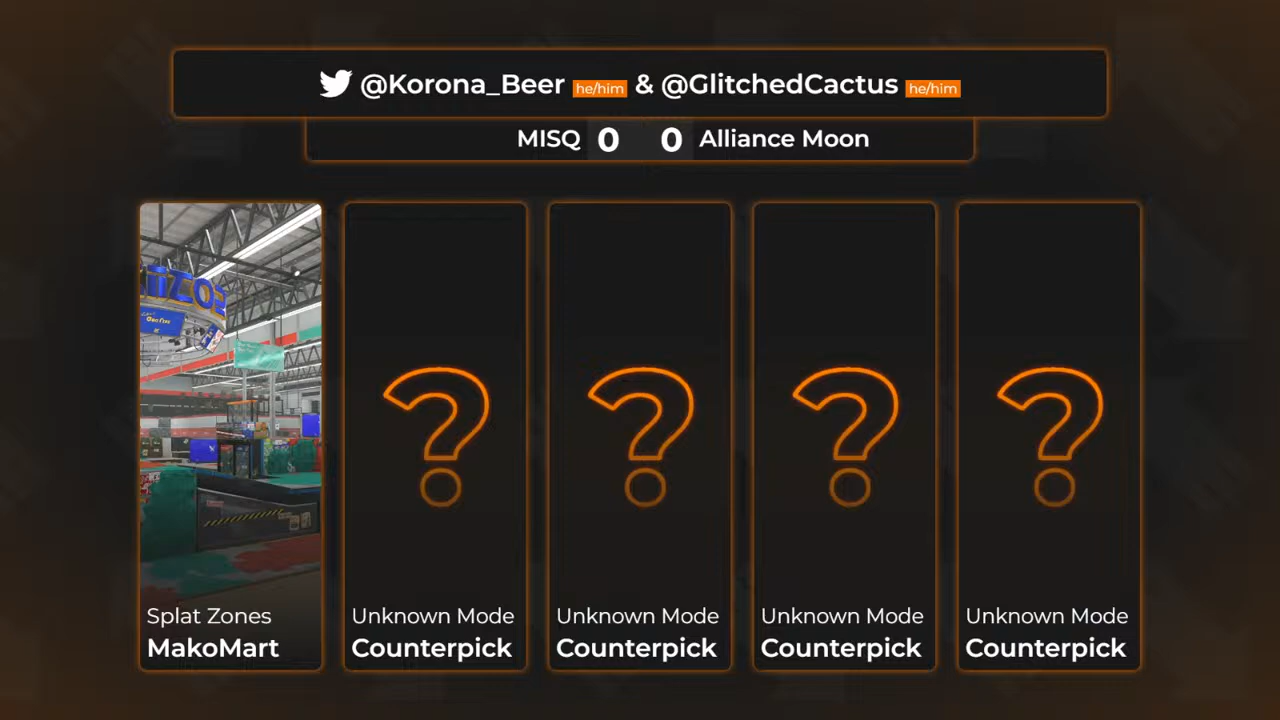 @Korona_Beer he/him & @GlitchedCactus he/him
MISQ 0 0 Alliance Moon
Splat Zones
MakoMart
Unknown Mode
Counterpick
Unknown Mode
Counterpick
Unknown Mode
Counterpick
Unknown Mode
Counterpick